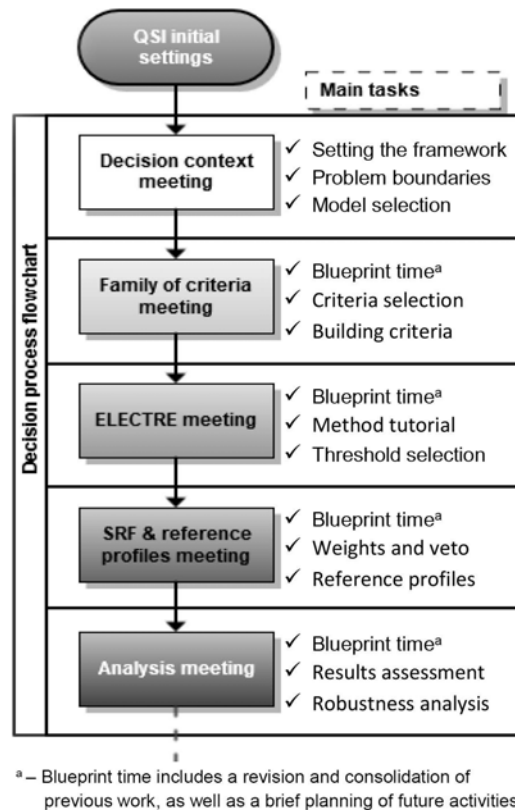 QSI initial
settings
Main tasks
Decision process flowchart
Decision context
meeting
✓ Setting the framework
✓ Problem boundaries
✓ Model selection
Family of criteria
meeting
✓ Blueprint timeᵃ
✓ Criteria selection
✓ Building criteria
ELECTRE meeting
✓ Blueprint timeᵃ
✓ Method tutorial
✓ Threshold selection
SRF & reference
profiles meeting
✓ Blueprint timeᵃ
✓ Weights and veto
✓ Reference profiles
Analysis meeting
✓ Blueprint timeᵃ
✓ Results assessment
✓ Robustness analysis
ᵃ – Blueprint time includes a revision and consolidation of
previous work, as well as a brief planning of future activities